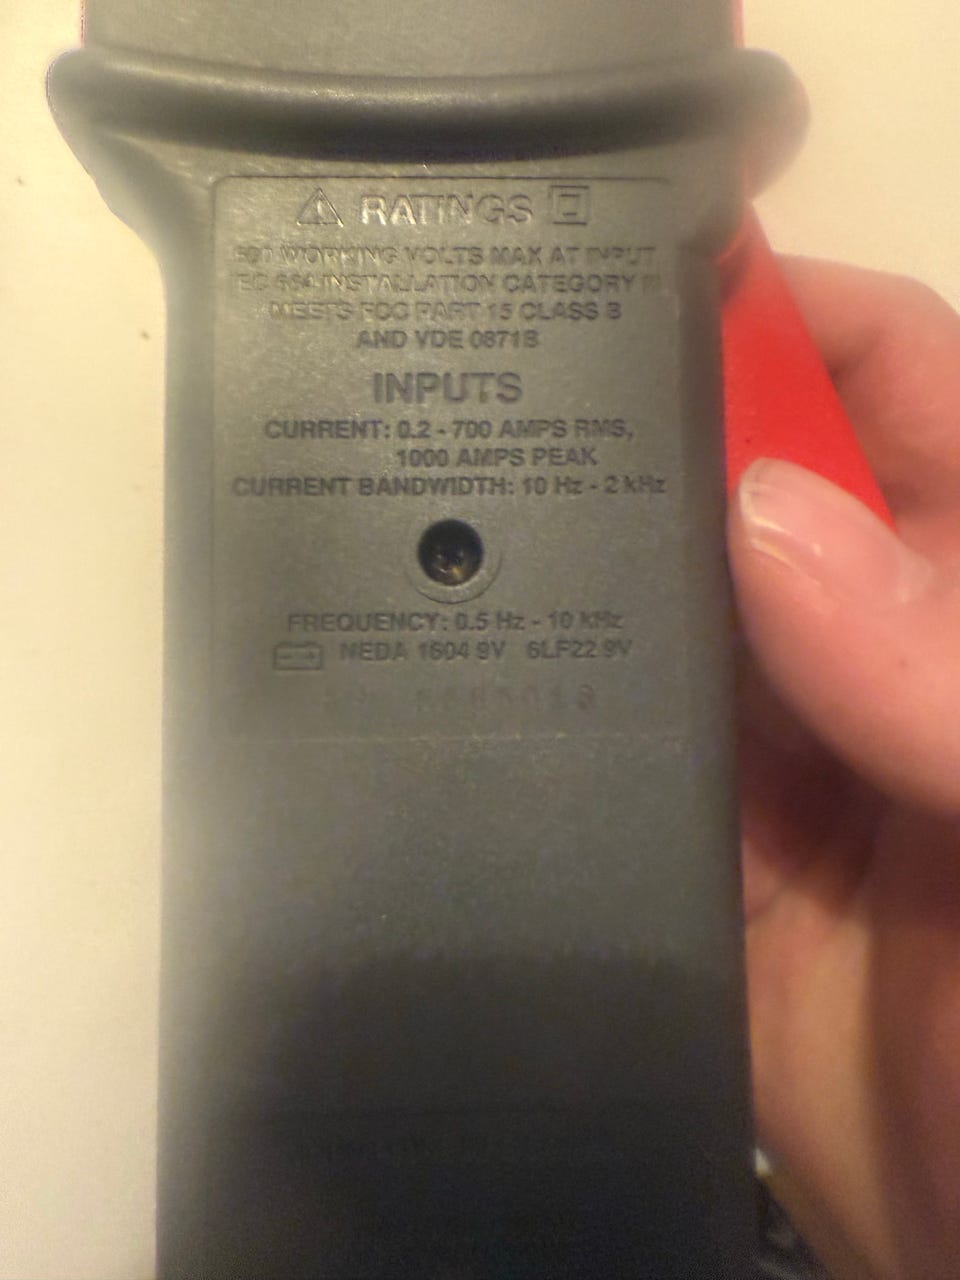 RATINGS
WORKING VOLTS MAX AT INPUT
INSTALLATION CATEGORY
MEETS FCC PART 15 CLASS B
AND VDE 0871B
INPUTS
CURRENT: 0.2 - 700 AMPS RMS,
1000 AMPS PEAK
CURRENT BANDWIDTH: 10 Hz - 2 kHz
FREQUENCY: 0.5 Hz - 10 kHz
NEDA 1604 9V 6LF22 9V